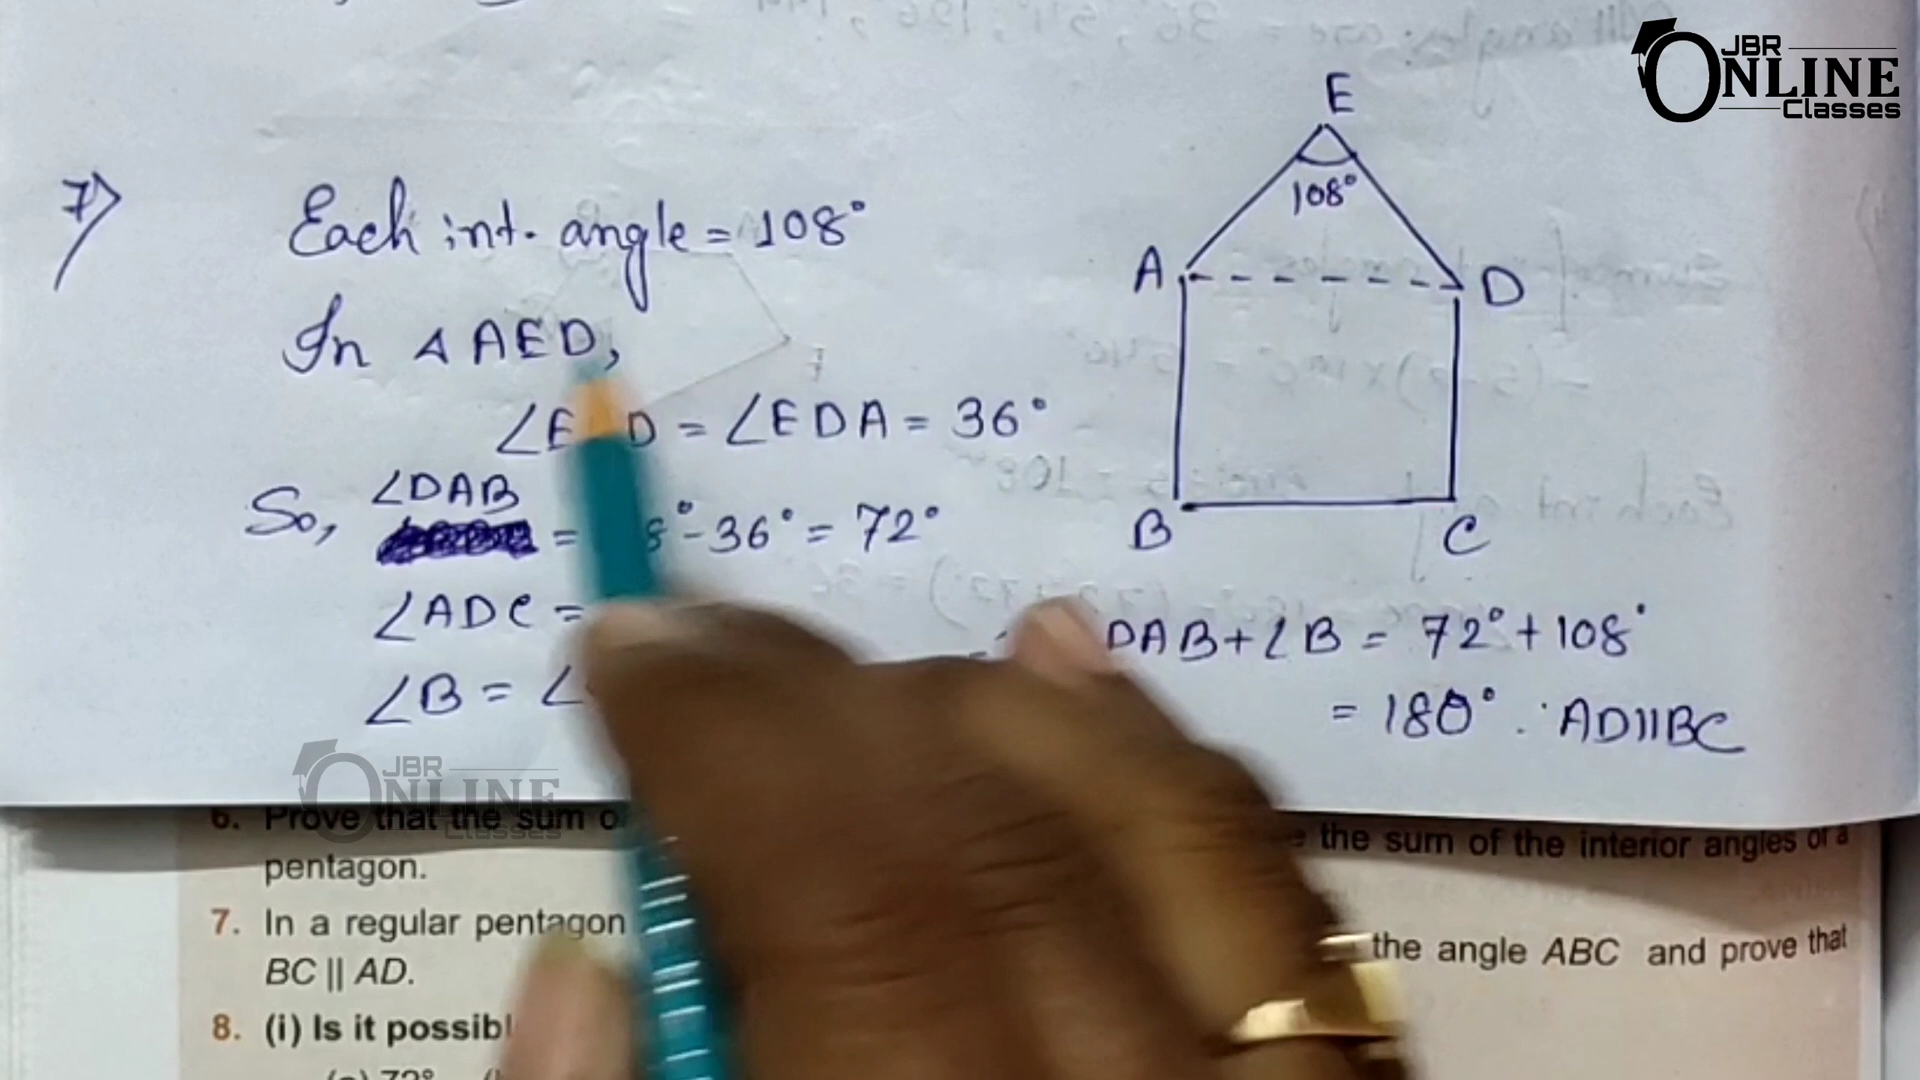 JBR
ONLINE
Classes
7)
Each int. angle = 108°
In △ AED,
= ∠EDA = 36°
∠DAB
So, = - 36° = 72°
∠ADC =
∠B = ∠
E
108°
A D
B C
DAB + ∠B = 72° + 108°
= 180° ∴ AD||BC
JBR
ONLINE
Classes
6. Prove that the sum the sum of the interior angles of a
pentagon.
7. In a regular pentagon the angle ABC and prove that
BC || AD.
8. (i) Is it